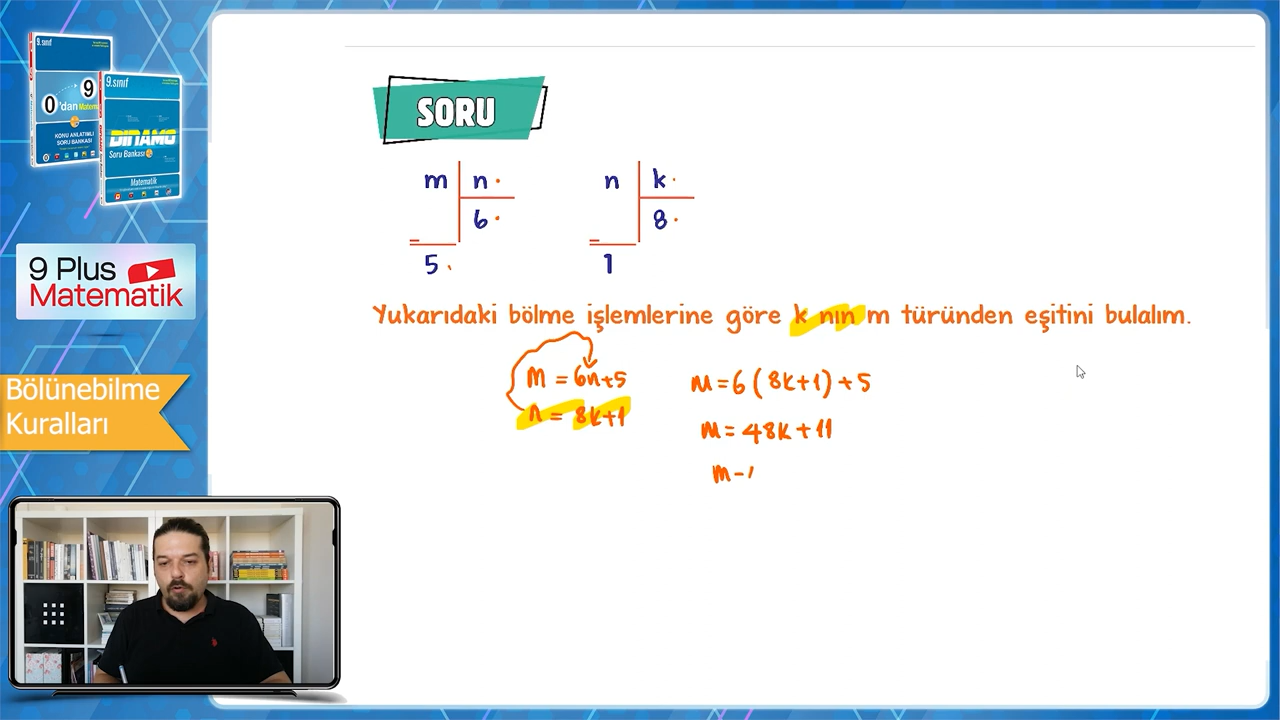 9.sınıf
0'dan Matem
9
KONU ANLATIMLI
SORU BANKASI
9.sınıf
DINAMO
Soru Bankası
Matematik
9 Plus
Matematik
Bölünebilme
Kuralları
SORU
m n .
6 .
5 .
n k .
8 .
1
Yukarıdaki bölme işlemlerine göre k nın m türünden eşitini bulalım.
m = 6n+5
n = 8k+1
m = 6 ( 8k+1 ) + 5
m = 48k + 11
m - 1